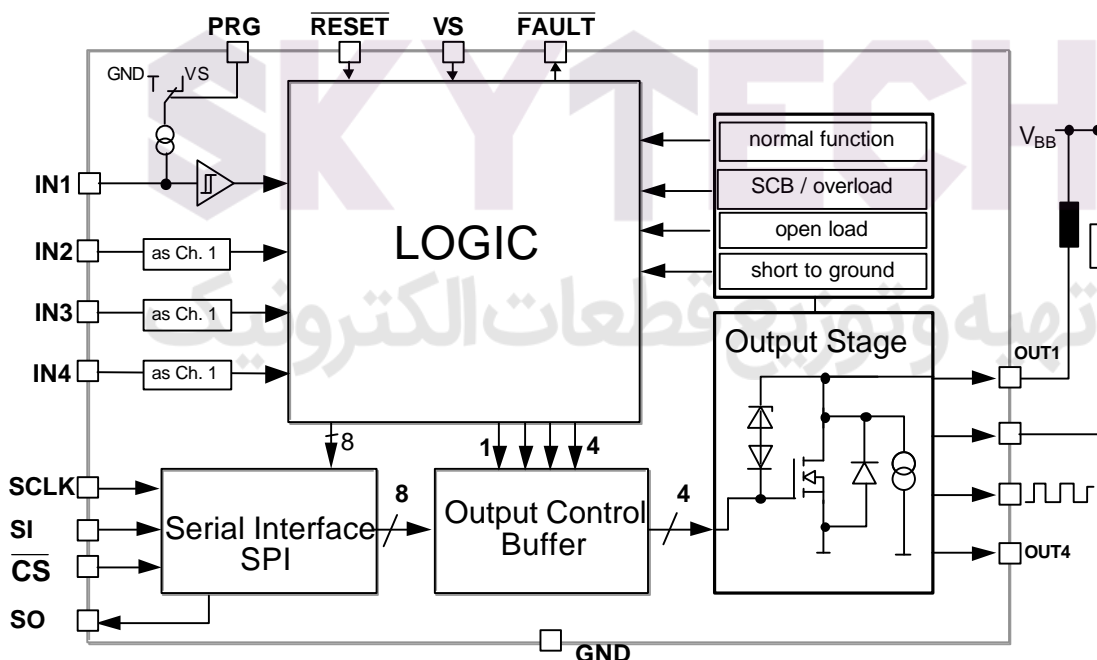 SKYTECH
PRG
RESET
VS
FAULT
GND
VS
normal function
V_BB
IN1
SCB / overload
LOGIC
IN2
as Ch. 1
open load
short to ground
تهیه و توزیع قطعات الکترونیک
IN3
as Ch. 1
Output Stage
OUT1
IN4
as Ch. 1
8
1
4
SCLK
8
4
SI
Serial Interface
SPI
Output Control
Buffer
CS
OUT4
SO
GND